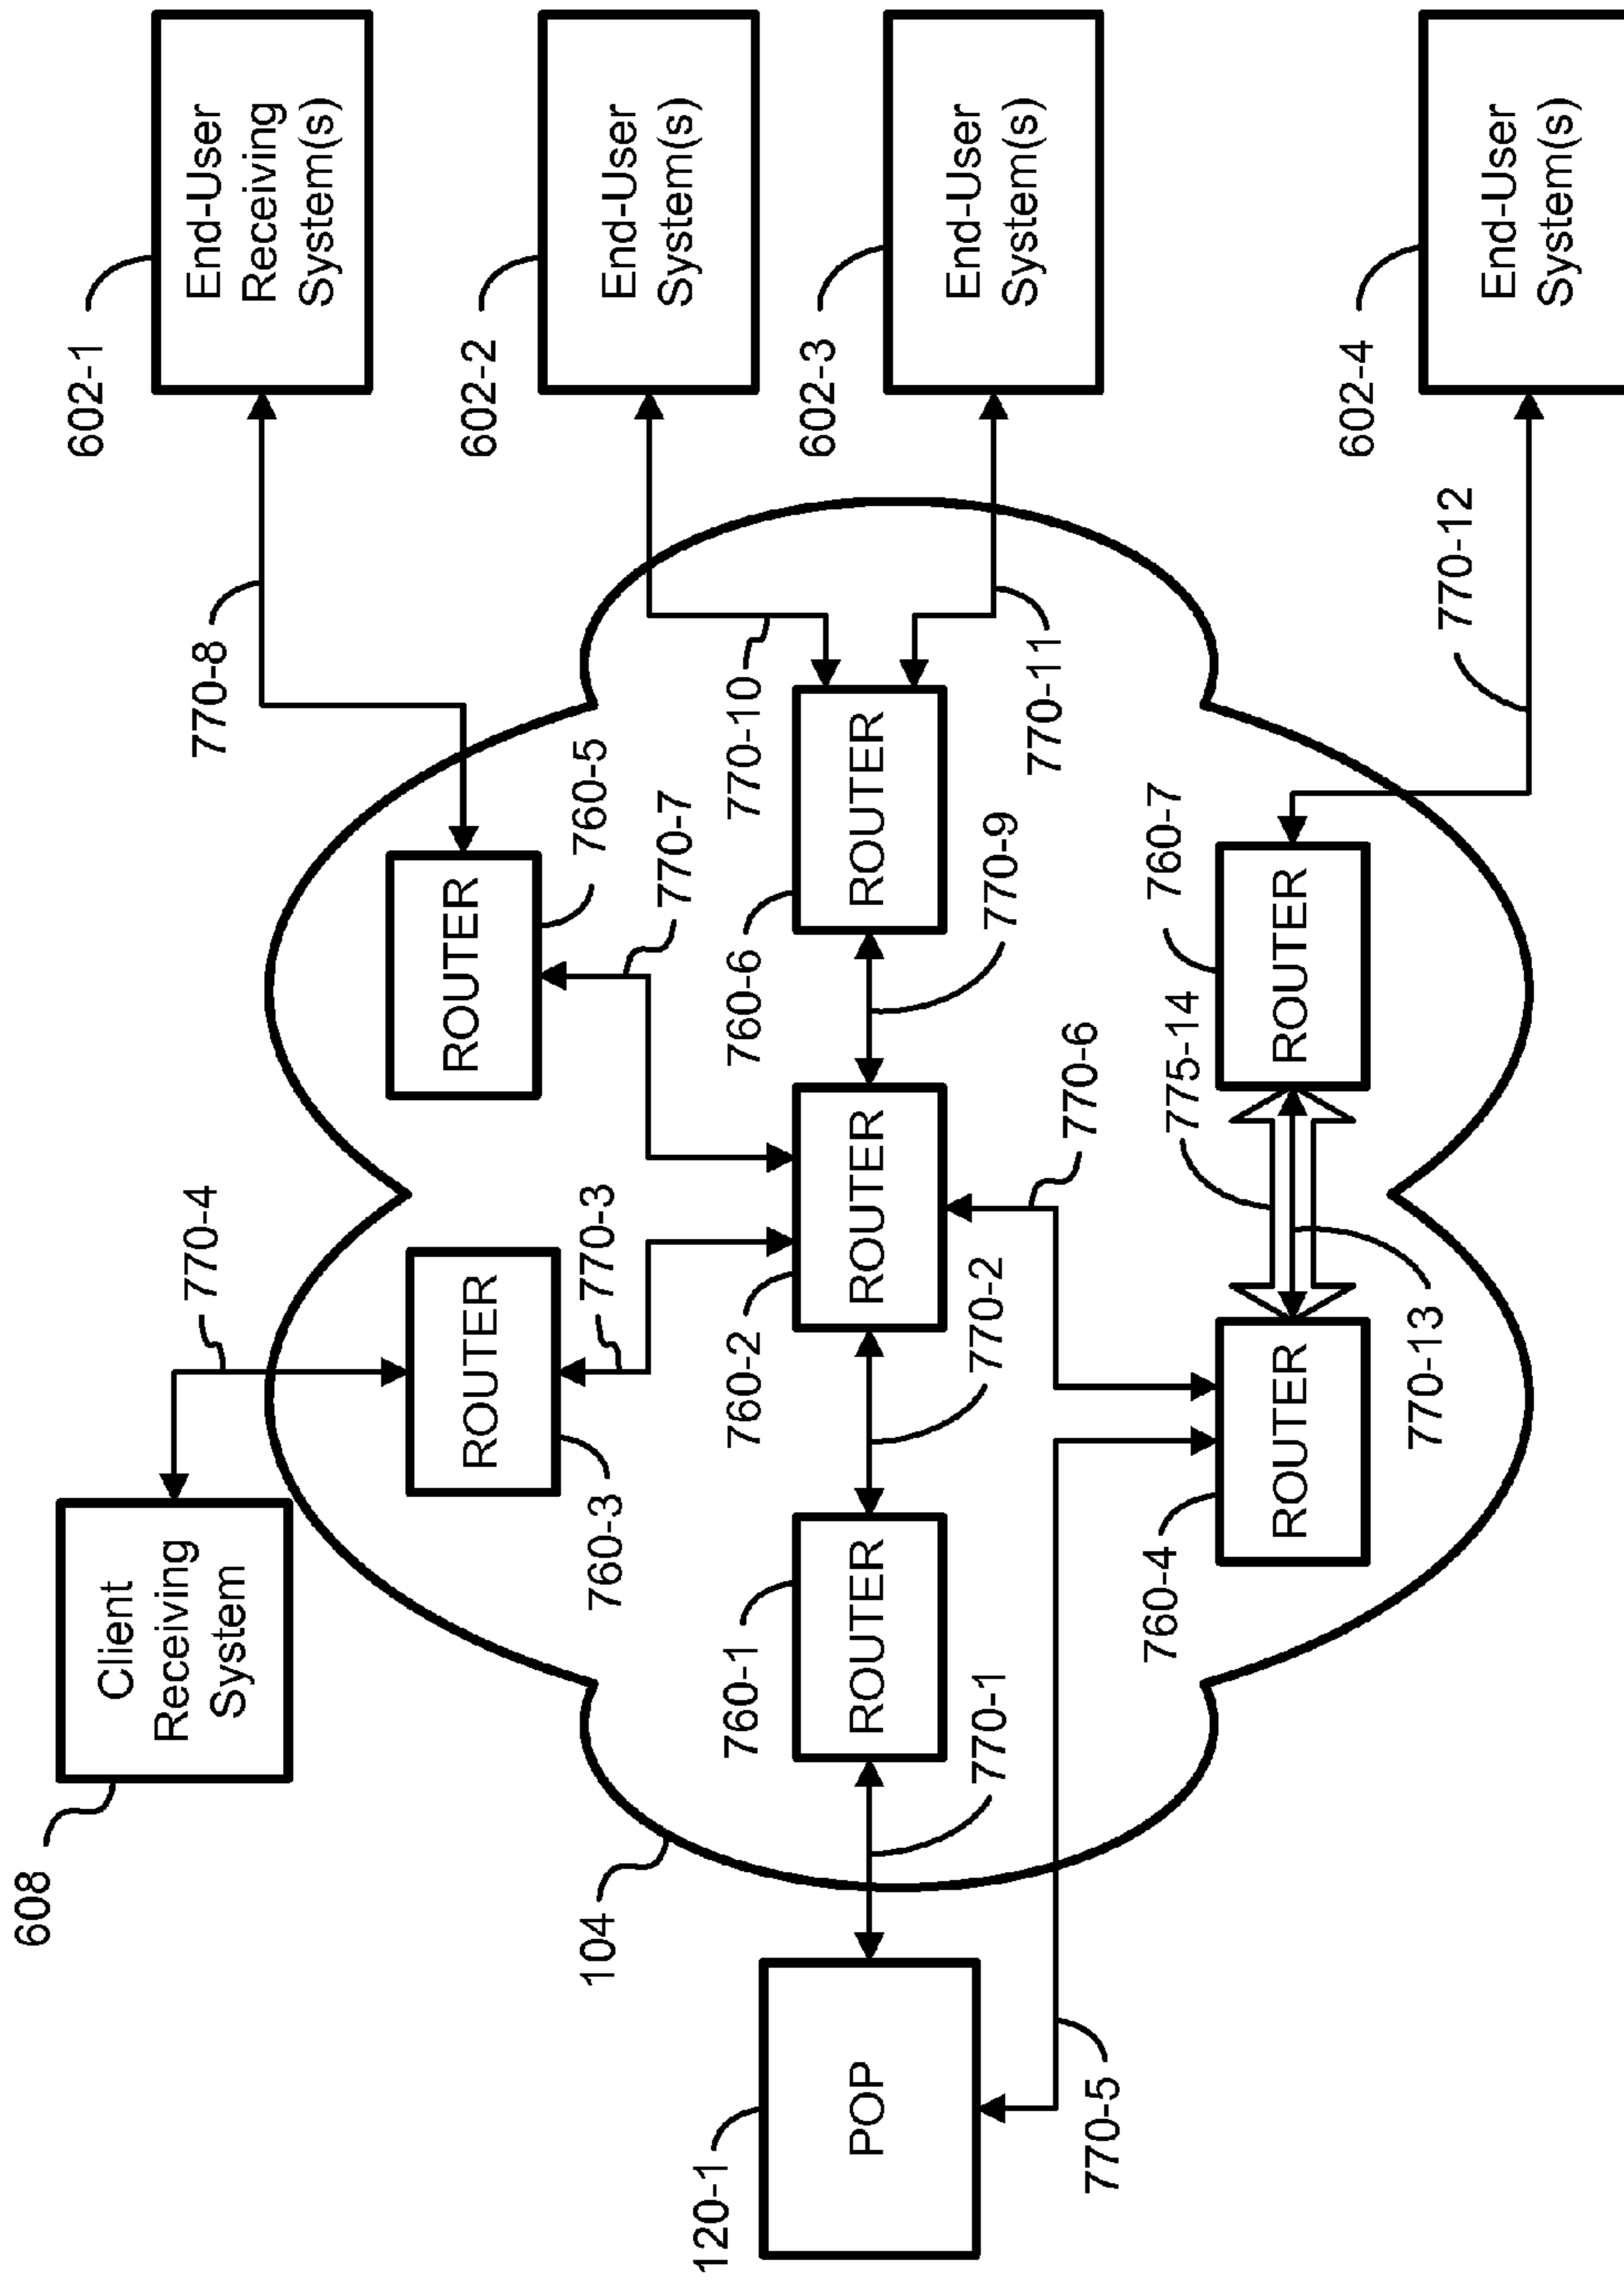 608
Client
Receiving
System
770-4
104
120-1
POP
770-5
770-1
760-1
ROUTER
760-3
ROUTER
770-3
760-2
ROUTER
770-2
760-4
ROUTER
770-6
770-13
775-14
770-7
ROUTER
760-5
760-6
ROUTER
770-9
760-7
ROUTER
770-8
770-10
770-11
770-12
602-1
End-User
Receiving
System(s)
602-2
End-User
System(s)
602-3
End-User
System(s)
602-4
End-User
System(s)